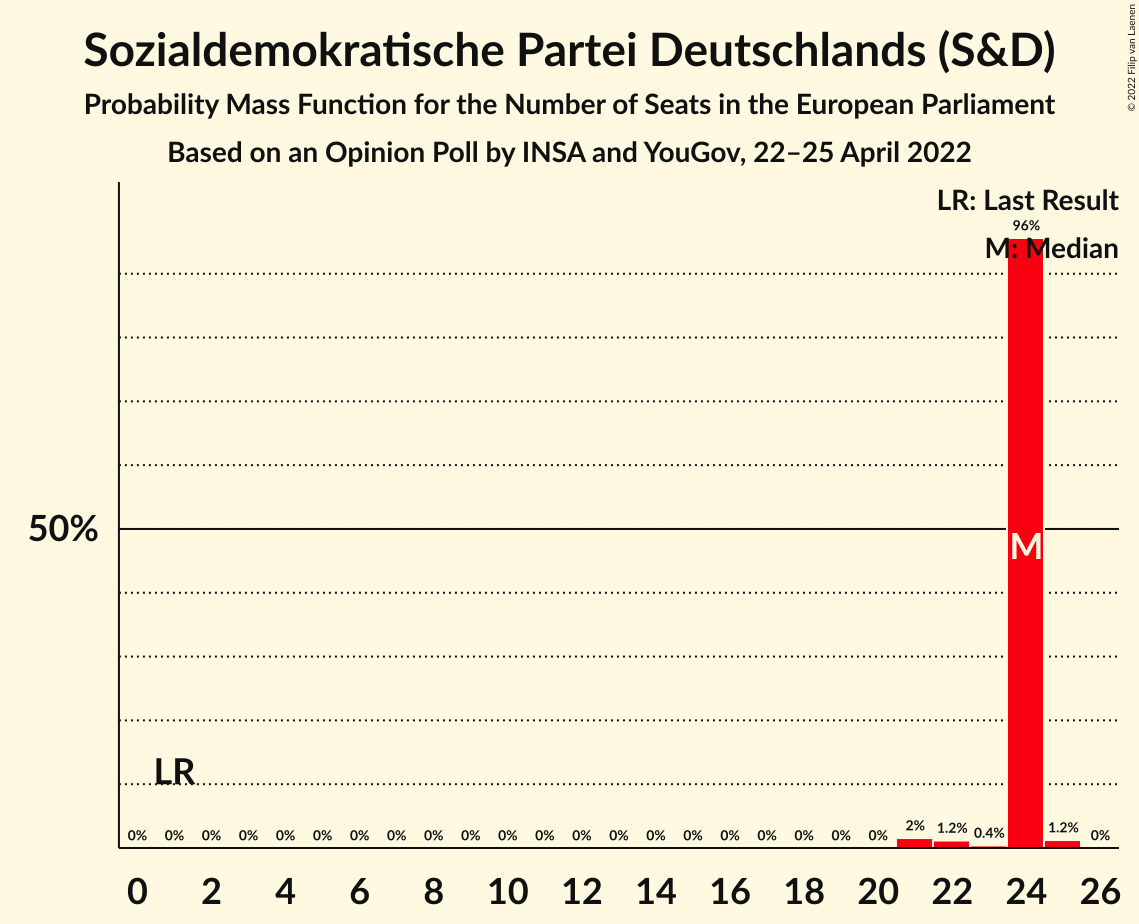 Sozialdemokratische Partei Deutschlands (S&D)
Probability Mass Function for the Number of Seats in the European Parliament
Based on an Opinion Poll by INSA and YouGov, 22–25 April 2022
© 2022 Filip van Laenen
LR: Last Result
96%
M: Median
50%
M
LR
0% 0% 0% 0% 0% 0% 0% 0% 0% 0% 0% 0% 0% 0% 0% 0% 0% 0% 0% 0% 0% 2% 1.2% 0.4% 1.2% 0%
0 2 4 6 8 10 12 14 16 18 20 22 24 26